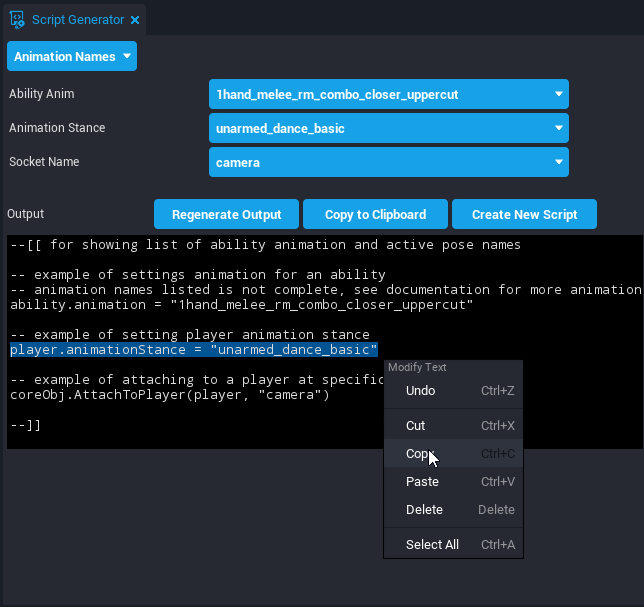 Script Generator
Animation Names
Ability Anim 1hand_melee_rm_combo_closer_uppercut
Animation Stance unarmed_dance_basic
Socket Name camera
Output Regenerate Output Copy to Clipboard Create New Script
--[[ for showing list of ability animation and active pose names
-- example of settings animation for an ability
-- animation names listed is not complete, see documentation for more animation
ability.animation = "1hand_melee_rm_combo_closer_uppercut"
-- example of setting player animation stance
player.animationStance = "unarmed_dance_basic"
-- example of attaching to a player at specific
coreObj.AttachToPlayer(player, "camera")
--]]
Modify Text
Undo Ctrl+Z
Cut Ctrl+X
Copy Ctrl+C
Paste Ctrl+V
Delete Delete
Select All Ctrl+A